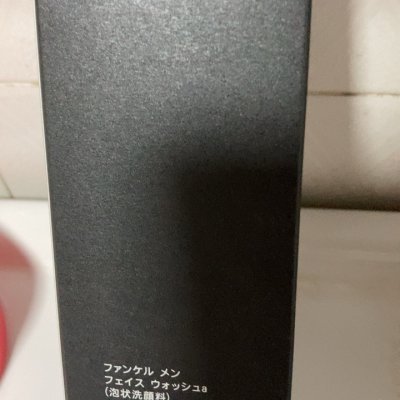 ファンケル メン
フェイス ウォッシュa
(泡状洗顔料)